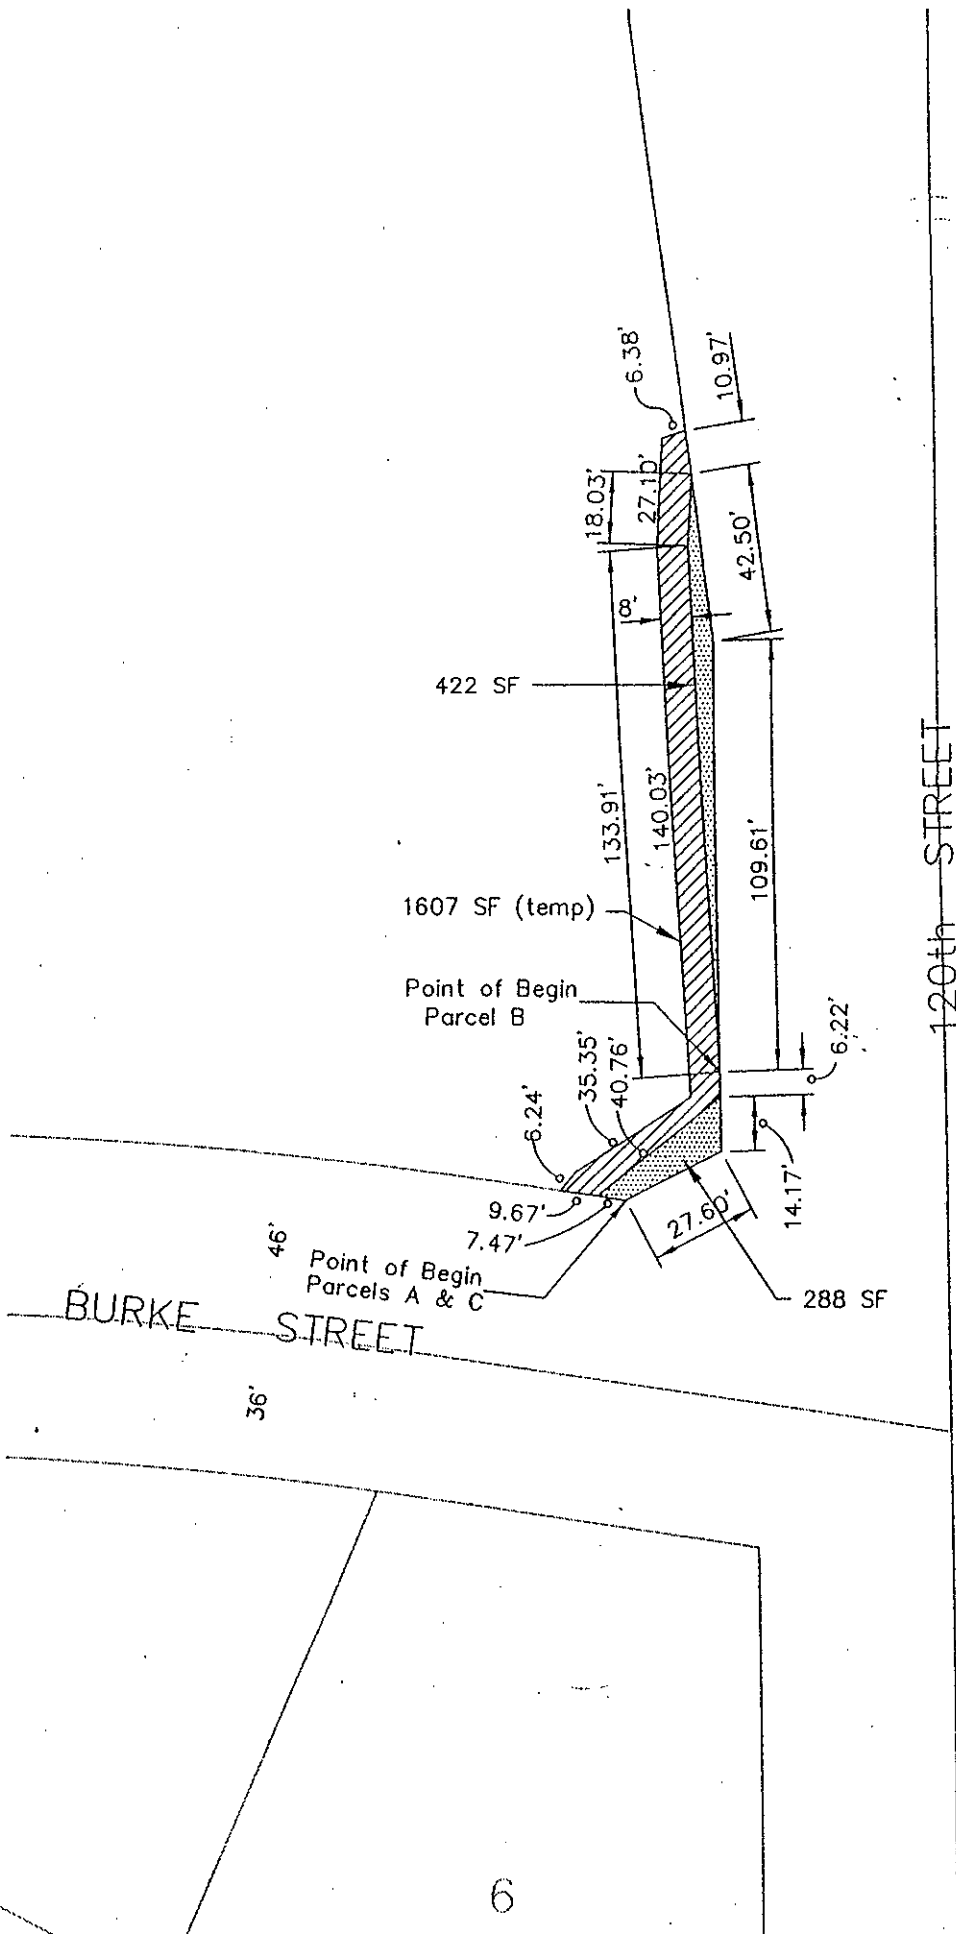 6.38'
10.97'
18.03'
27.10'
42.50'
8'
422 SF
133.91'
140.03'
109.61'
120th STREET
1607 SF (temp)
Point of Begin
Parcel B
6.22'
35.35'
40.76'
6.24'
14.17'
9.67'
7.47'
27.60'
46'
Point of Begin
Parcels A & C
288 SF
BURKE STREET
36'
6